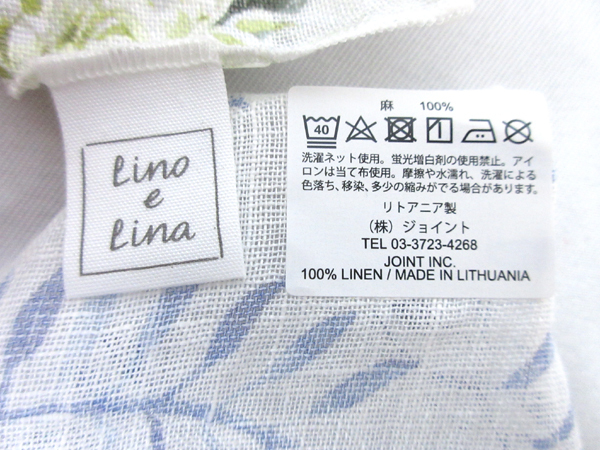 lino
e
lina
麻 100%
40
洗濯ネット使用。蛍光増白剤の使用禁止。アイ
ロンは当て布使用。摩擦や水濡れ、洗濯による
色落ち、移染、多少の縮みがでる場合があります。
リトアニア製
(株)ジョイント
TEL 03-3723-4268
JOINT INC.
100% LINEN / MADE IN LITHUANIA